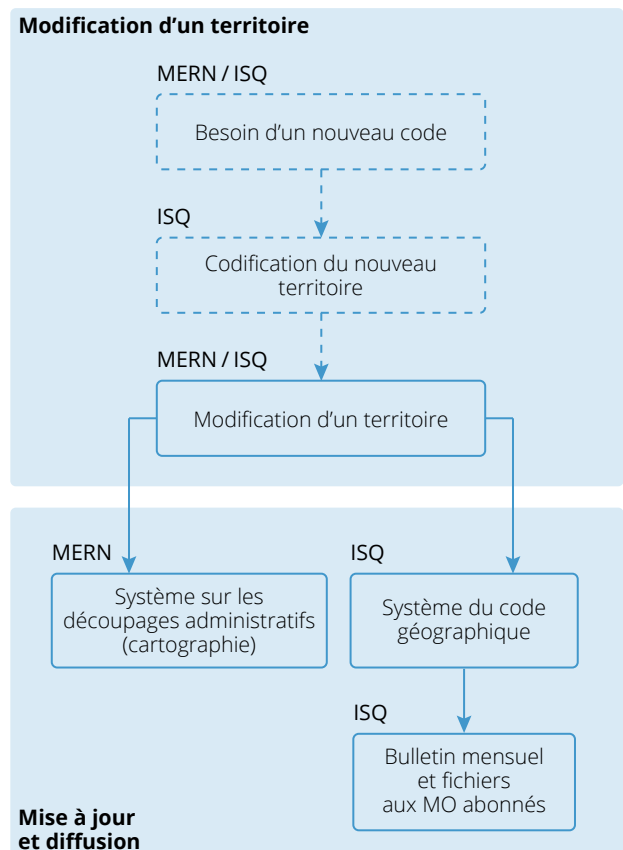 Modification d’un territoire
MERN / ISQ
Besoin d’un nouveau code
ISQ
Codification du nouveau
territoire
MERN / ISQ
Modification d’un territoire
MERN
Système sur les
découpages administratifs
(cartographie)
ISQ
Système du code
géographique
ISQ
Bulletin mensuel
et fichiers
aux MO abonnés
Mise à jour
et diffusion